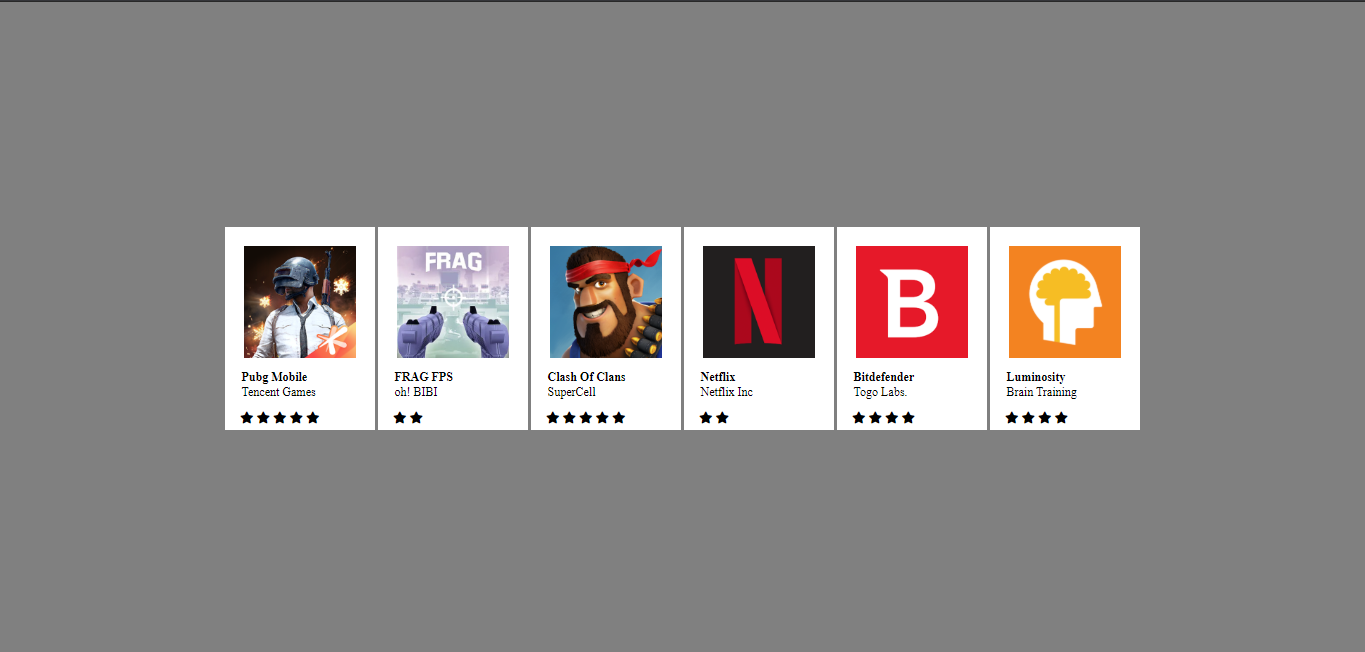 FRAG
N
B
Pubg Mobile
Tencent Games
FRAG FPS
oh! BIBI
Clash Of Clans
SuperCell
Netflix
Netflix Inc
Bitdefender
Togo Labs.
Luminosity
Brain Training